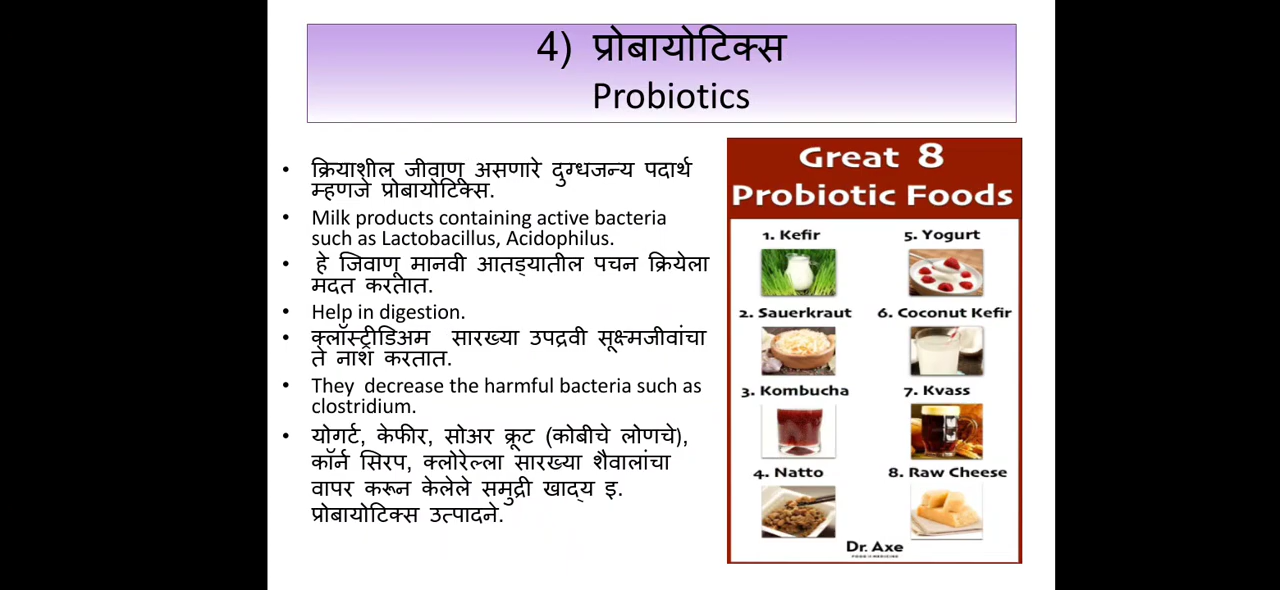 4) प्रोबायोटिक्स
Probiotics
• क्रियाशील जीवाणू असणारे दुग्धजन्य पदार्थ
म्हणजे प्रोबायोटिक्स.
• Milk products containing active bacteria
such as Lactobacillus, Acidophilus.
• हे जिवाणू मानवी आतड्यातील पचन क्रियेला
मदत करतात.
• Help in digestion.
• क्लॉस्ट्रीडिअम सारख्या उपद्रवी सूक्ष्मजीवांचा
ते नाश करतात.
• They decrease the harmful bacteria such as
clostridium.
• योगर्ट, केफीर, सोअर क्रूट (कोबीचे लोणचे),
कॉर्न सिरप, क्लोरेल्ला सारख्या शैवालांचा
वापर करून केलेले समुद्री खाद्य इ.
प्रोबायोटिक्स उत्पादने.
Great 8
Probiotic Foods
1. Kefir
5. Yogurt
2. Sauerkraut
6. Coconut Kefir
3. Kombucha
7. Kvass
4. Natto
8. Raw Cheese
Dr. Axe
FOOD IS MEDICINE